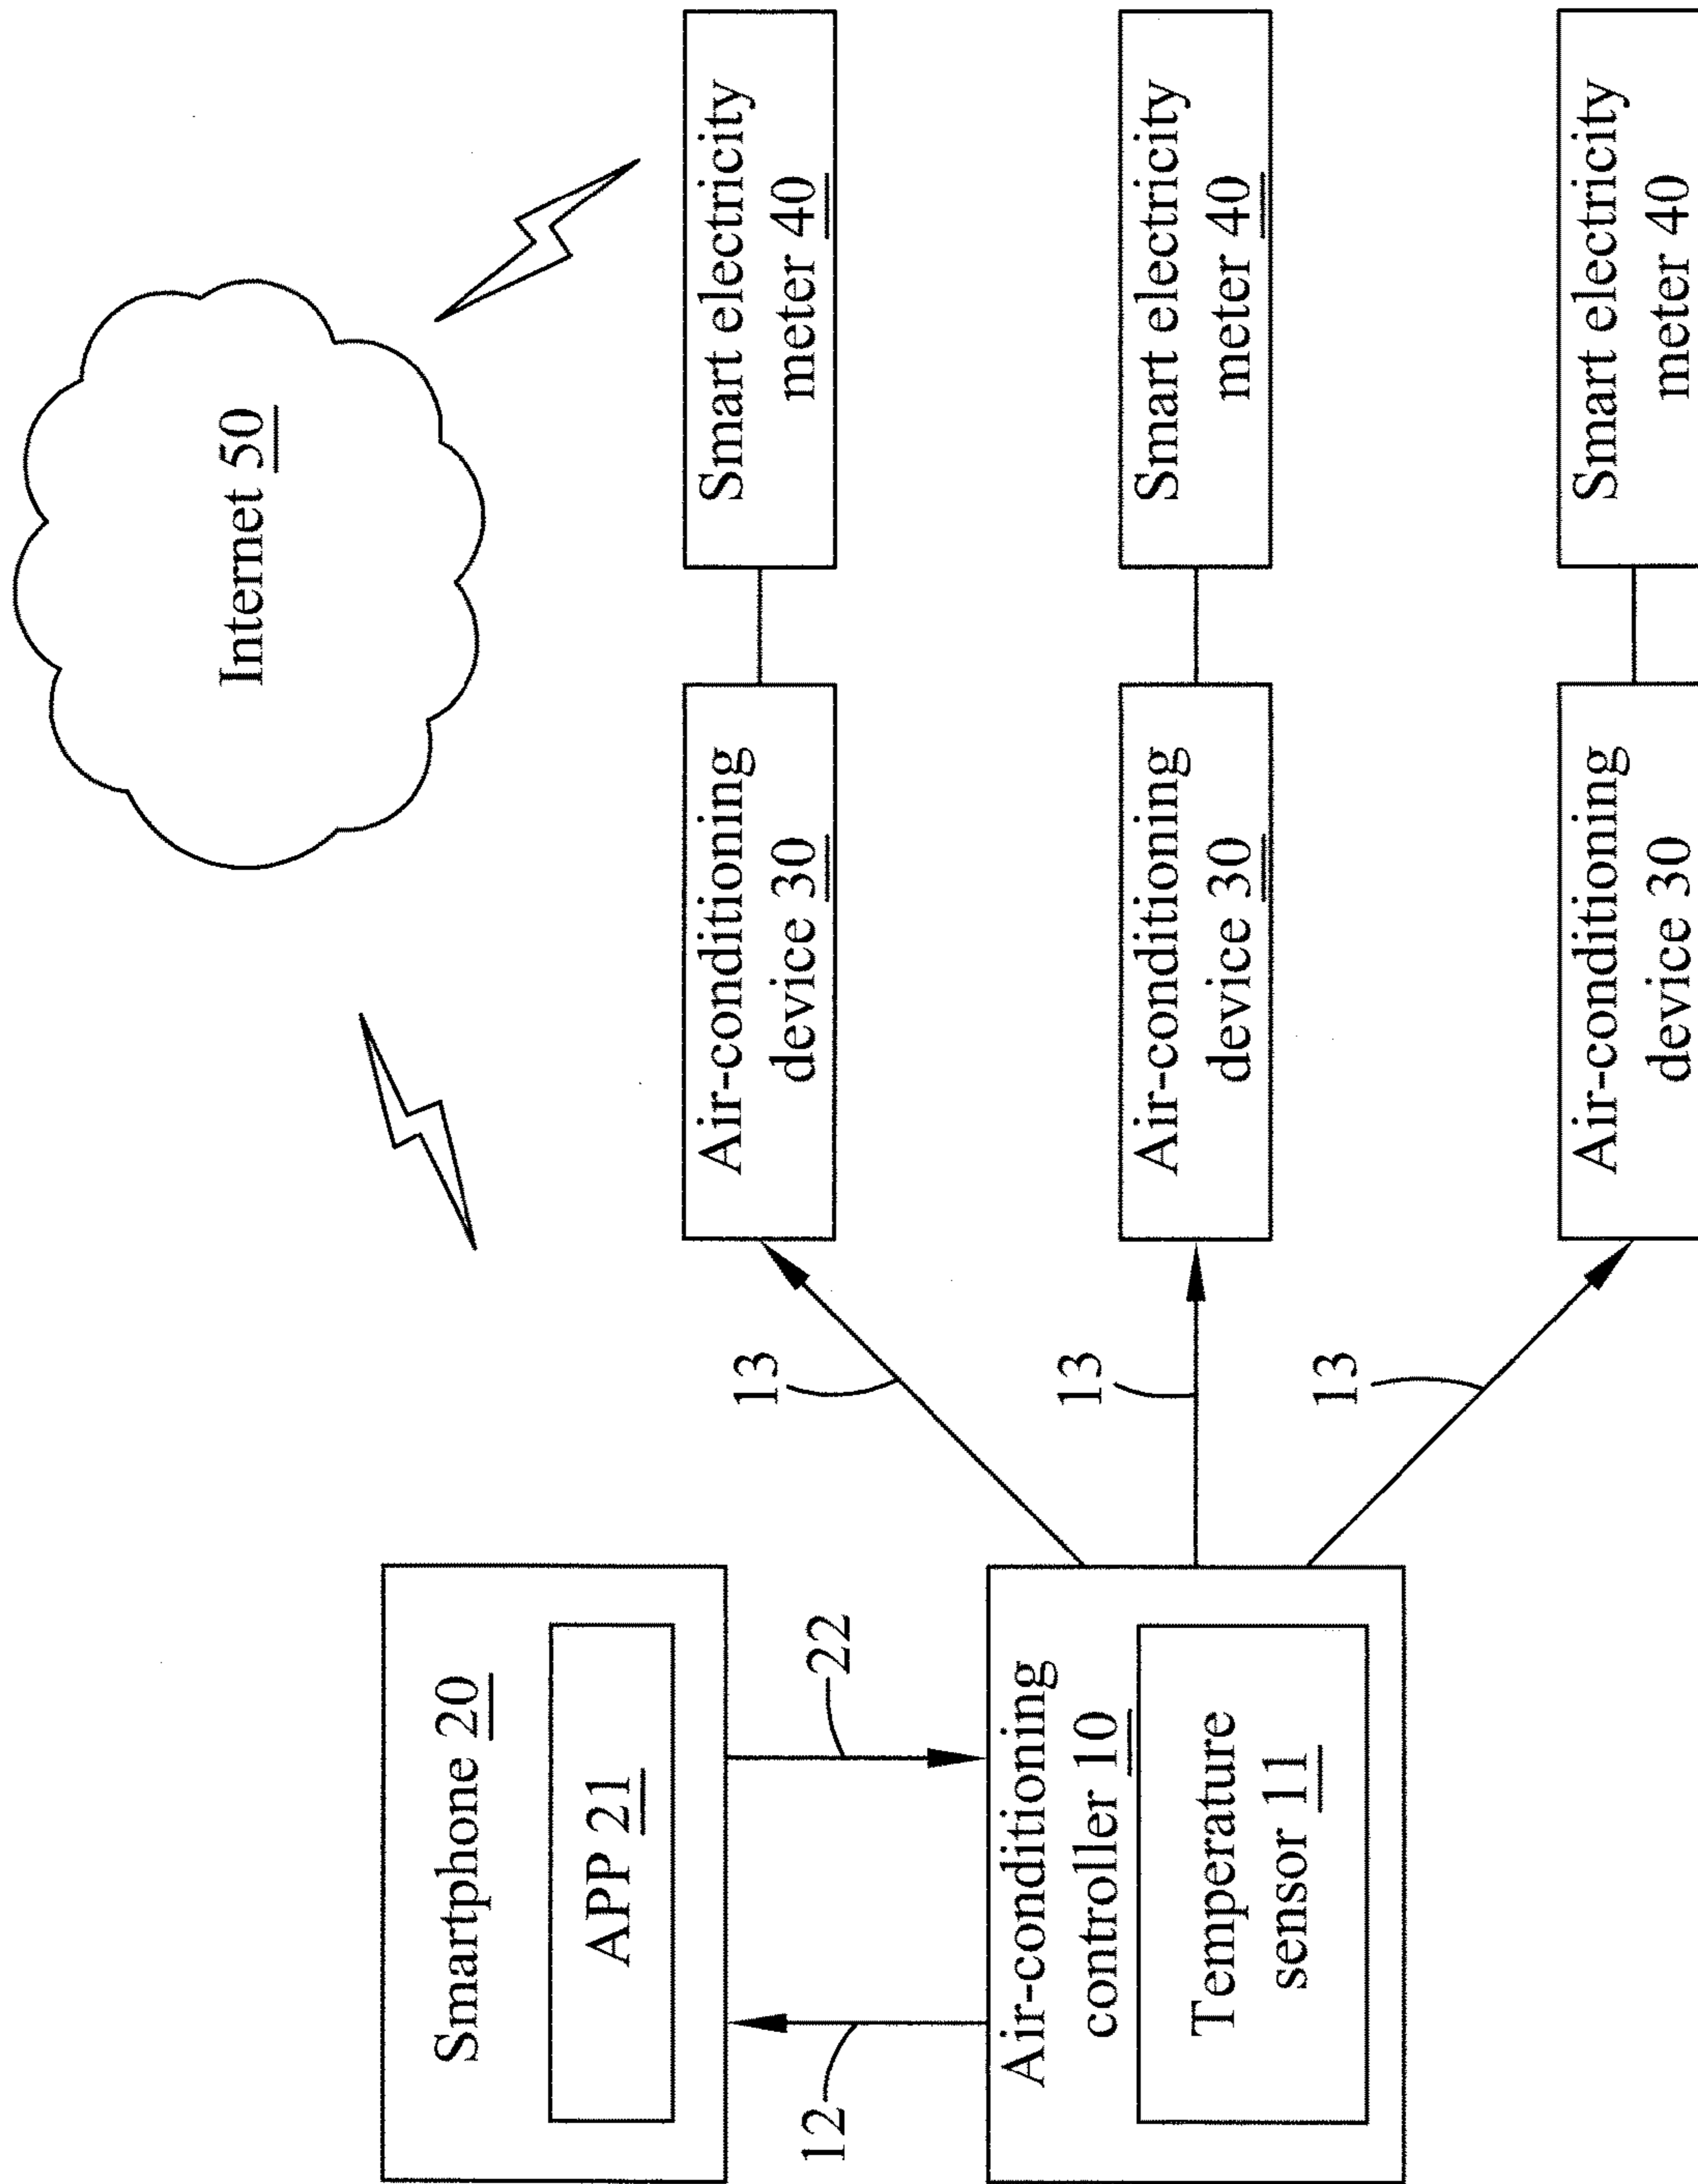 Internet 50
Smartphone 20
APP 21
12
22
Air-conditioning
controller 10
Temperature
sensor 11
13
13
13
Air-conditioning
device 30
Smart electricity
meter 40
Air-conditioning
device 30
Smart electricity
meter 40
Air-conditioning
device 30
Smart electricity
meter 40